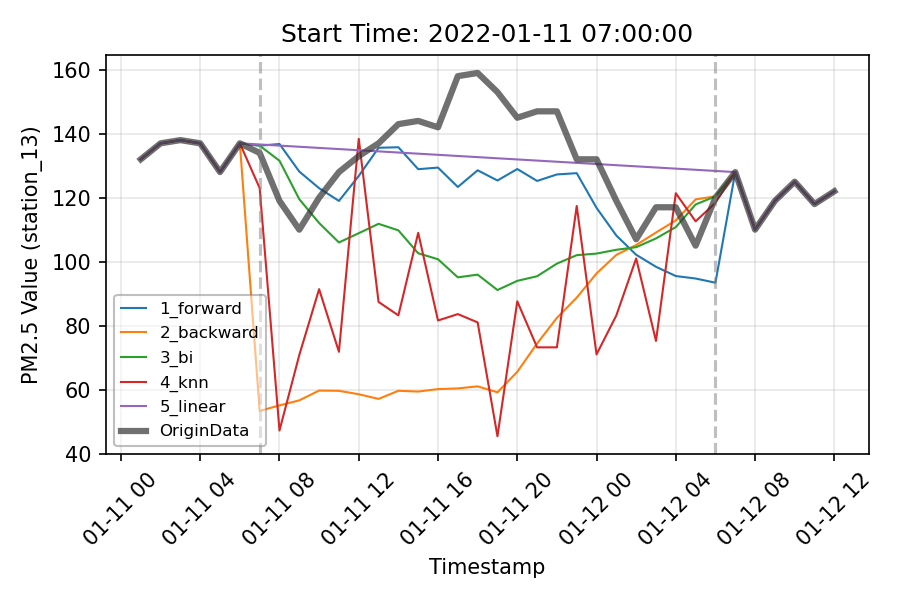 Start Time: 2022-01-11 07:00:00
PM2.5 Value (station_13)
160
140
120
100
80
60
40
1_forward
2_backward
3_bi
4_knn
5_linear
OriginData
01-11 00
01-11 04
01-11 08
01-11 12
01-11 16
01-11 20
01-12 00
01-12 04
01-12 08
01-12 12
Timestamp